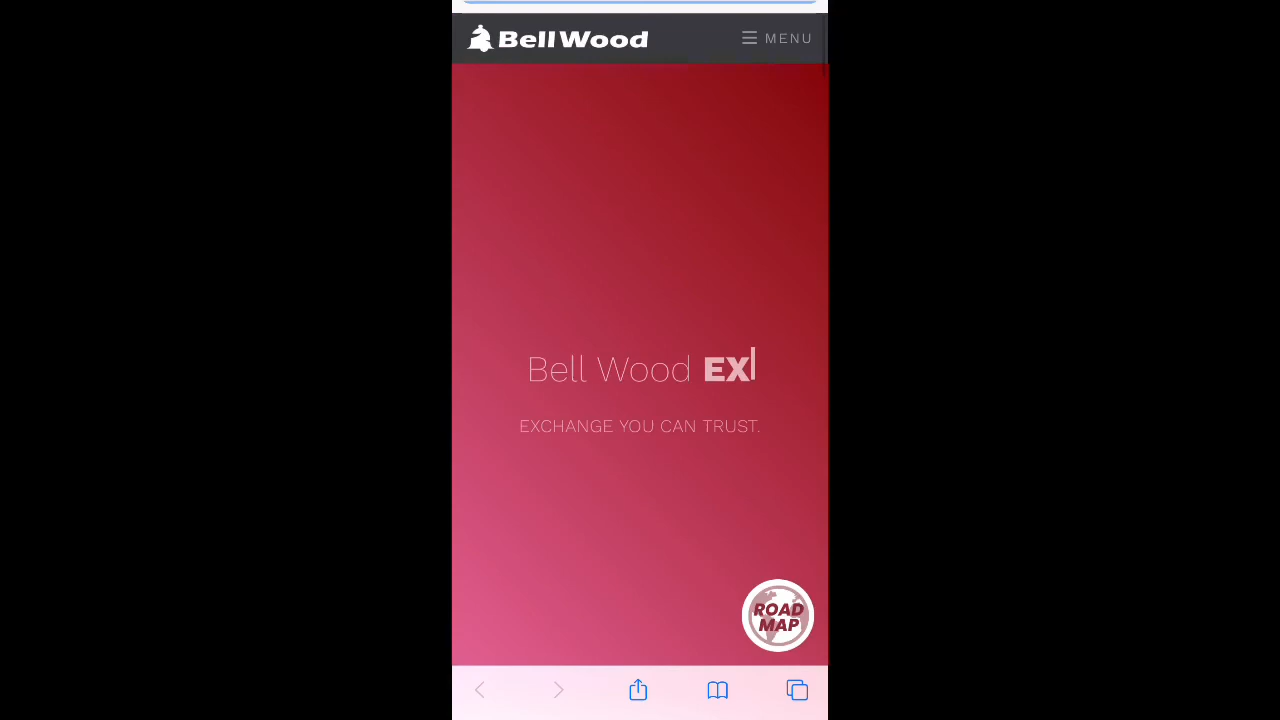 BellWood
MENU
Bell Wood EX
EXCHANGE YOU CAN TRUST.
ROAD
MAP